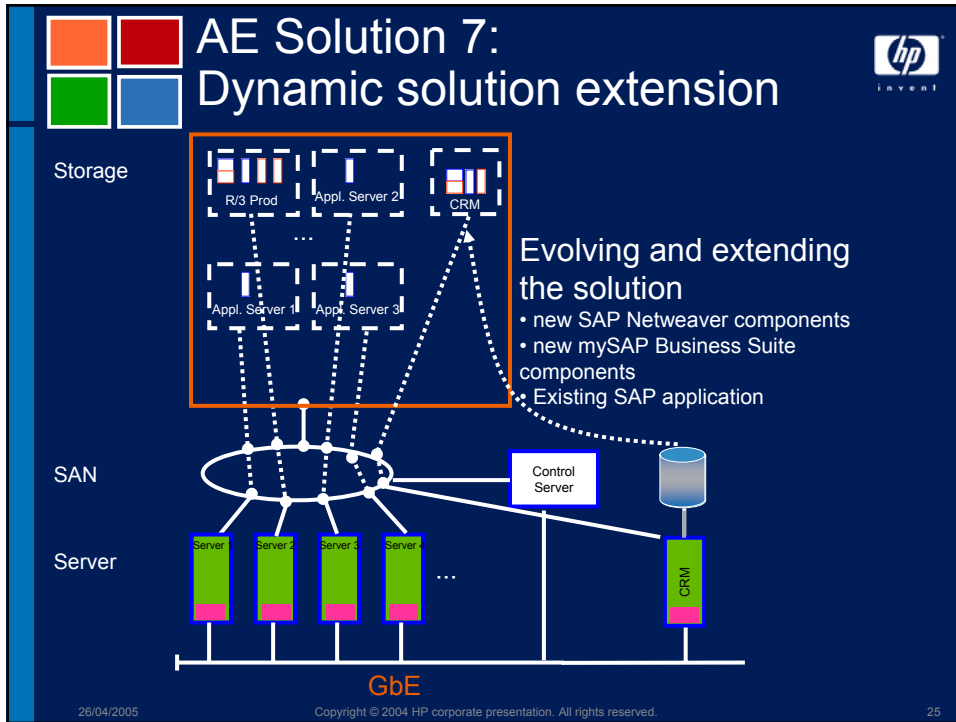 AE Solution 7:
Dynamic solution extension
hp
invent
Storage
R/3 Prod
Appl. Server 2
CRM
...
Appl. Server 1
Appl. Server 3
Evolving and extending
the solution
• new SAP Netweaver components
• new mySAP Business Suite
components
• Existing SAP application
SAN
Control
Server
Server
Server 1
Server 2
Server 3
Server 4
...
CRM
GbE
26/04/2005
Copyright © 2004 HP corporate presentation. All rights reserved.
25